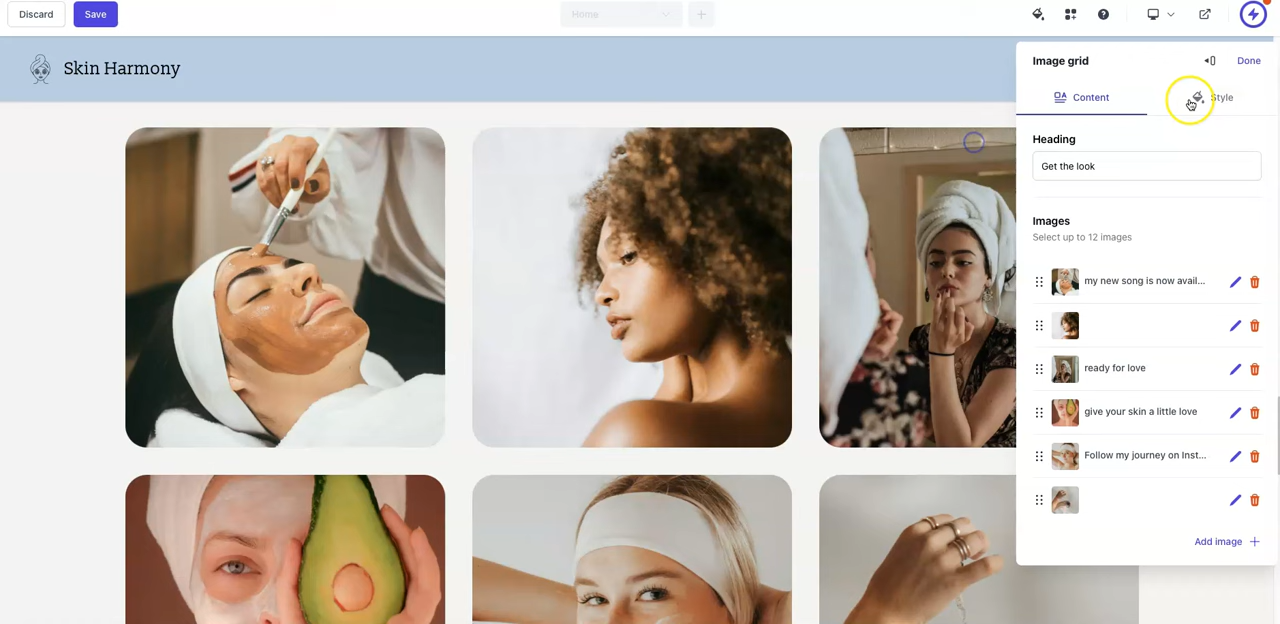 Discard
Save
Home
Skin Harmony
Image grid
Done
Content
Style
Heading
Get the look
Images
Select up to 12 images
my new song is now avail...
ready for love
give your skin a little love
Follow my journey on Inst...
Add image